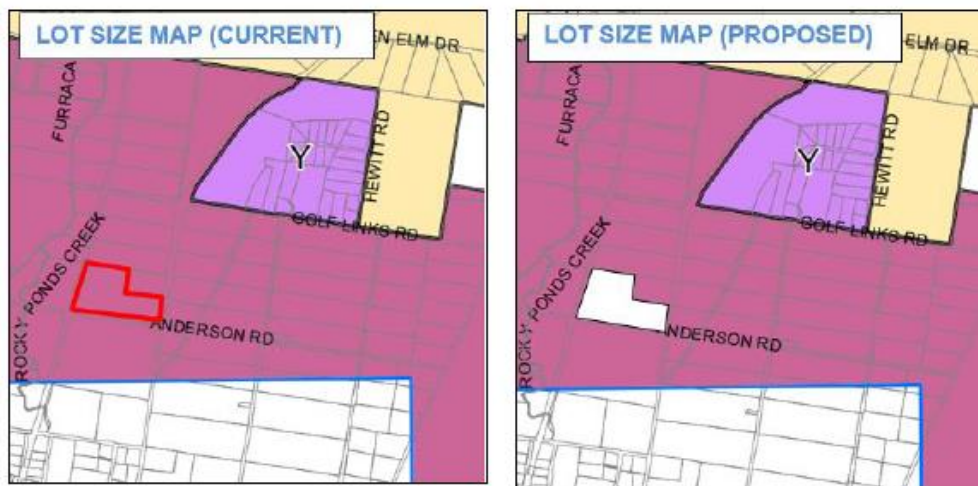 LOT SIZE MAP (CURRENT)
EN ELM DR
FURRACA
Y
HEWITT RD
GOLF LINKS RD
ROCKY PONDS CREEK
ANDERSON RD
LOT SIZE MAP (PROPOSED)
ELM DR
FURRACA
Y
HEWITT RD
GOLF LINKS RD
ROCKY PONDS CREEK
NDERSON RD